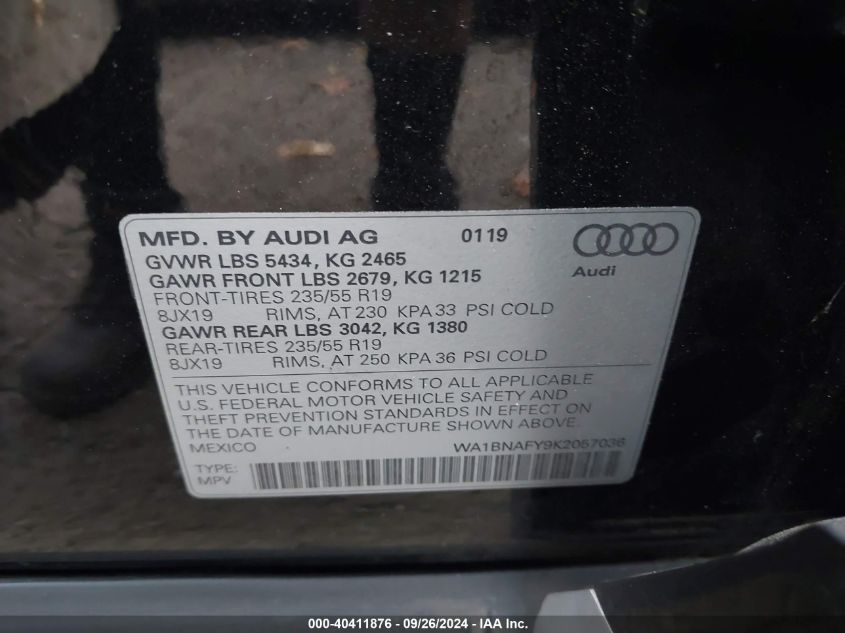 MFD. BY AUDI AG 0119
GVWR LBS 5434, KG 2465
GAWR FRONT LBS 2679, KG 1215
FRONT-TIRES 235/55 R19
8JX19 RIMS, AT 230 KPA 33 PSI COLD
GAWR REAR LBS 3042, KG 1380
REAR-TIRES 235/55 R19
8JX19 RIMS, AT 250 KPA 36 PSI COLD
Audi
THIS VEHICLE CONFORMS TO ALL APPLICABLE
U.S. FEDERAL MOTOR VEHICLE SAFETY AND
THEFT PREVENTION STANDARDS IN EFFECT ON
THE DATE OF MANUFACTURE SHOWN ABOVE.
MEXICO WA1BNAFY9K2057036
TYPE:
MPV
000-40411876 - 09/26/2024 - IAA Inc.